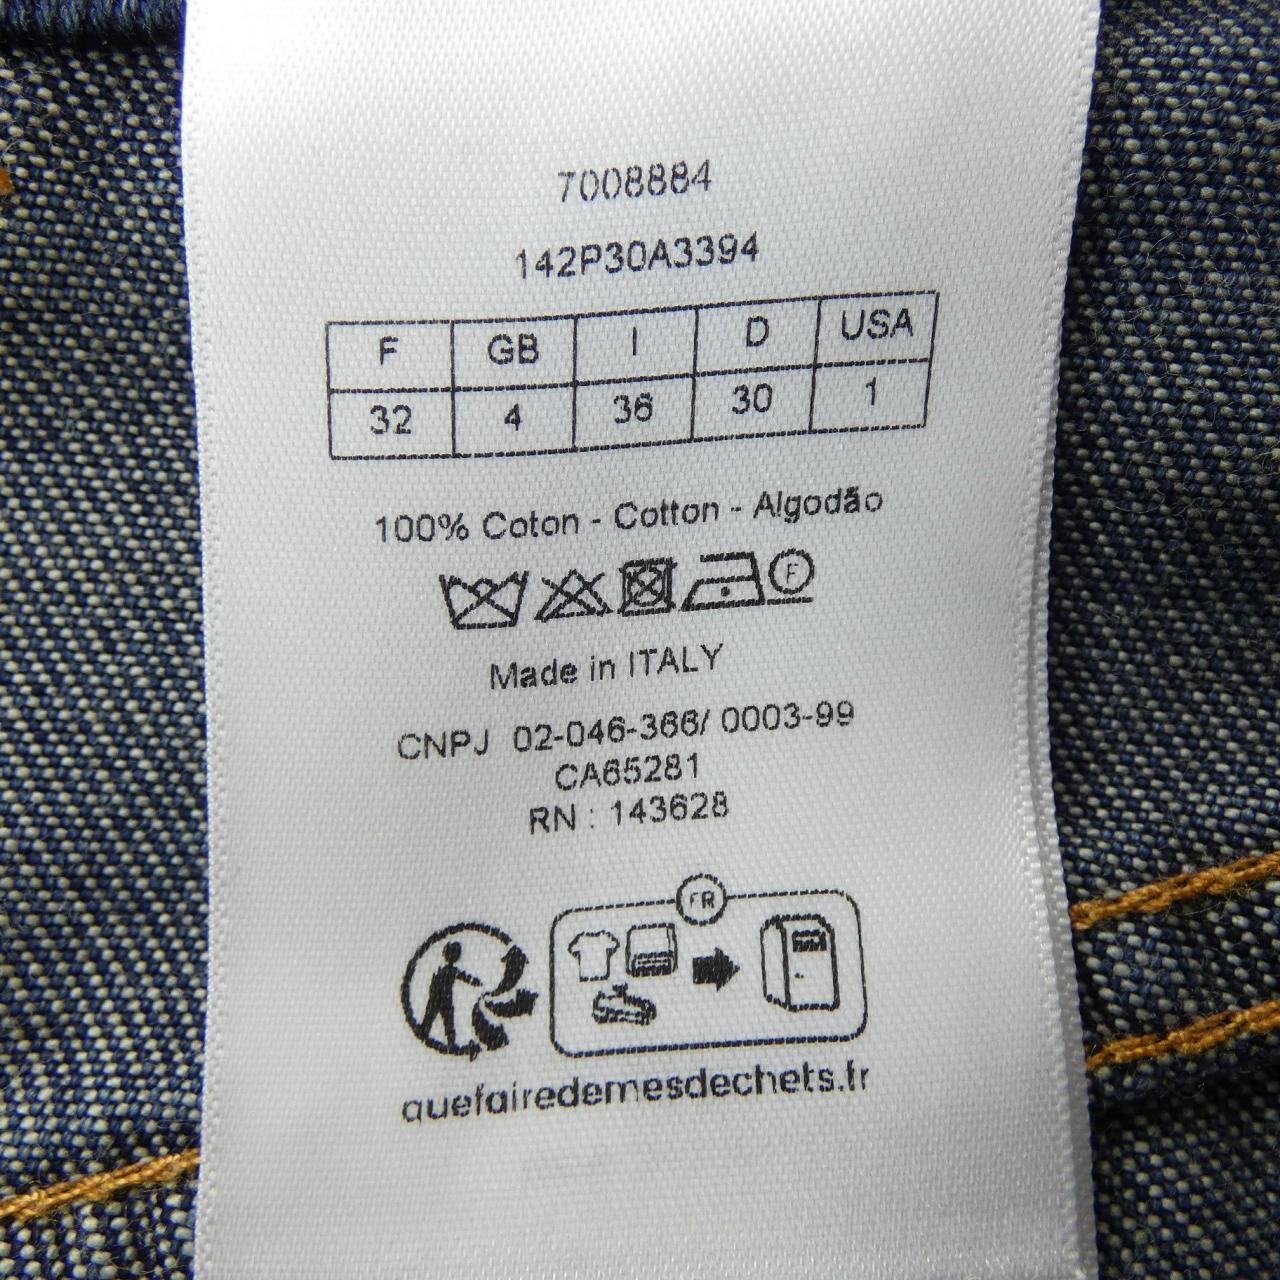 7008884
142P30A3394
F GB I D USA
32 4 36 30 1
100% Coton - Cotton - Algodão
F
Made in ITALY
CNPJ 02-046-366/ 0003-99
CA65281
RN : 143628
FR
quefairedemesdechets.fr